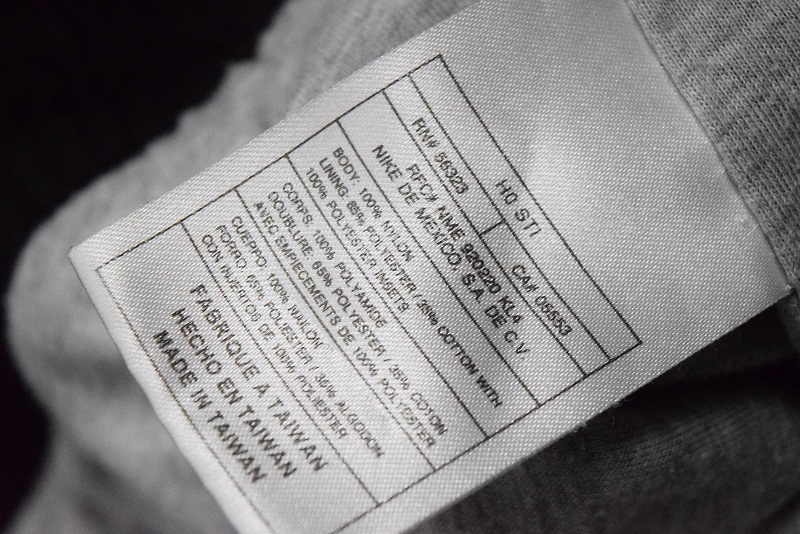 H0 STI
RN# 56323 CA# 05553
RFC# NME 920220 KL4
NIKE DE MEXICO, S.A. DE C.V
BODY: 100% NYLON
LINING: 65% POLYESTER / 35% COTTON WITH
100% POLYESTER INSETS
CORPS: 100% POLYAMIDE
DOUBLURE: 65% POLYESTER / 35% COTON
AVEC EMPIECEMENTS DE 100% POLYESTER
CUERPO: 100% NAILON
FORRO: 65% POLIESTER / 35% ALGODON
CON INJERTOS DE 100% POLIESTER
FABRIQUE A TAIWAN
HECHO EN TAIWAN
MADE IN TAIWAN